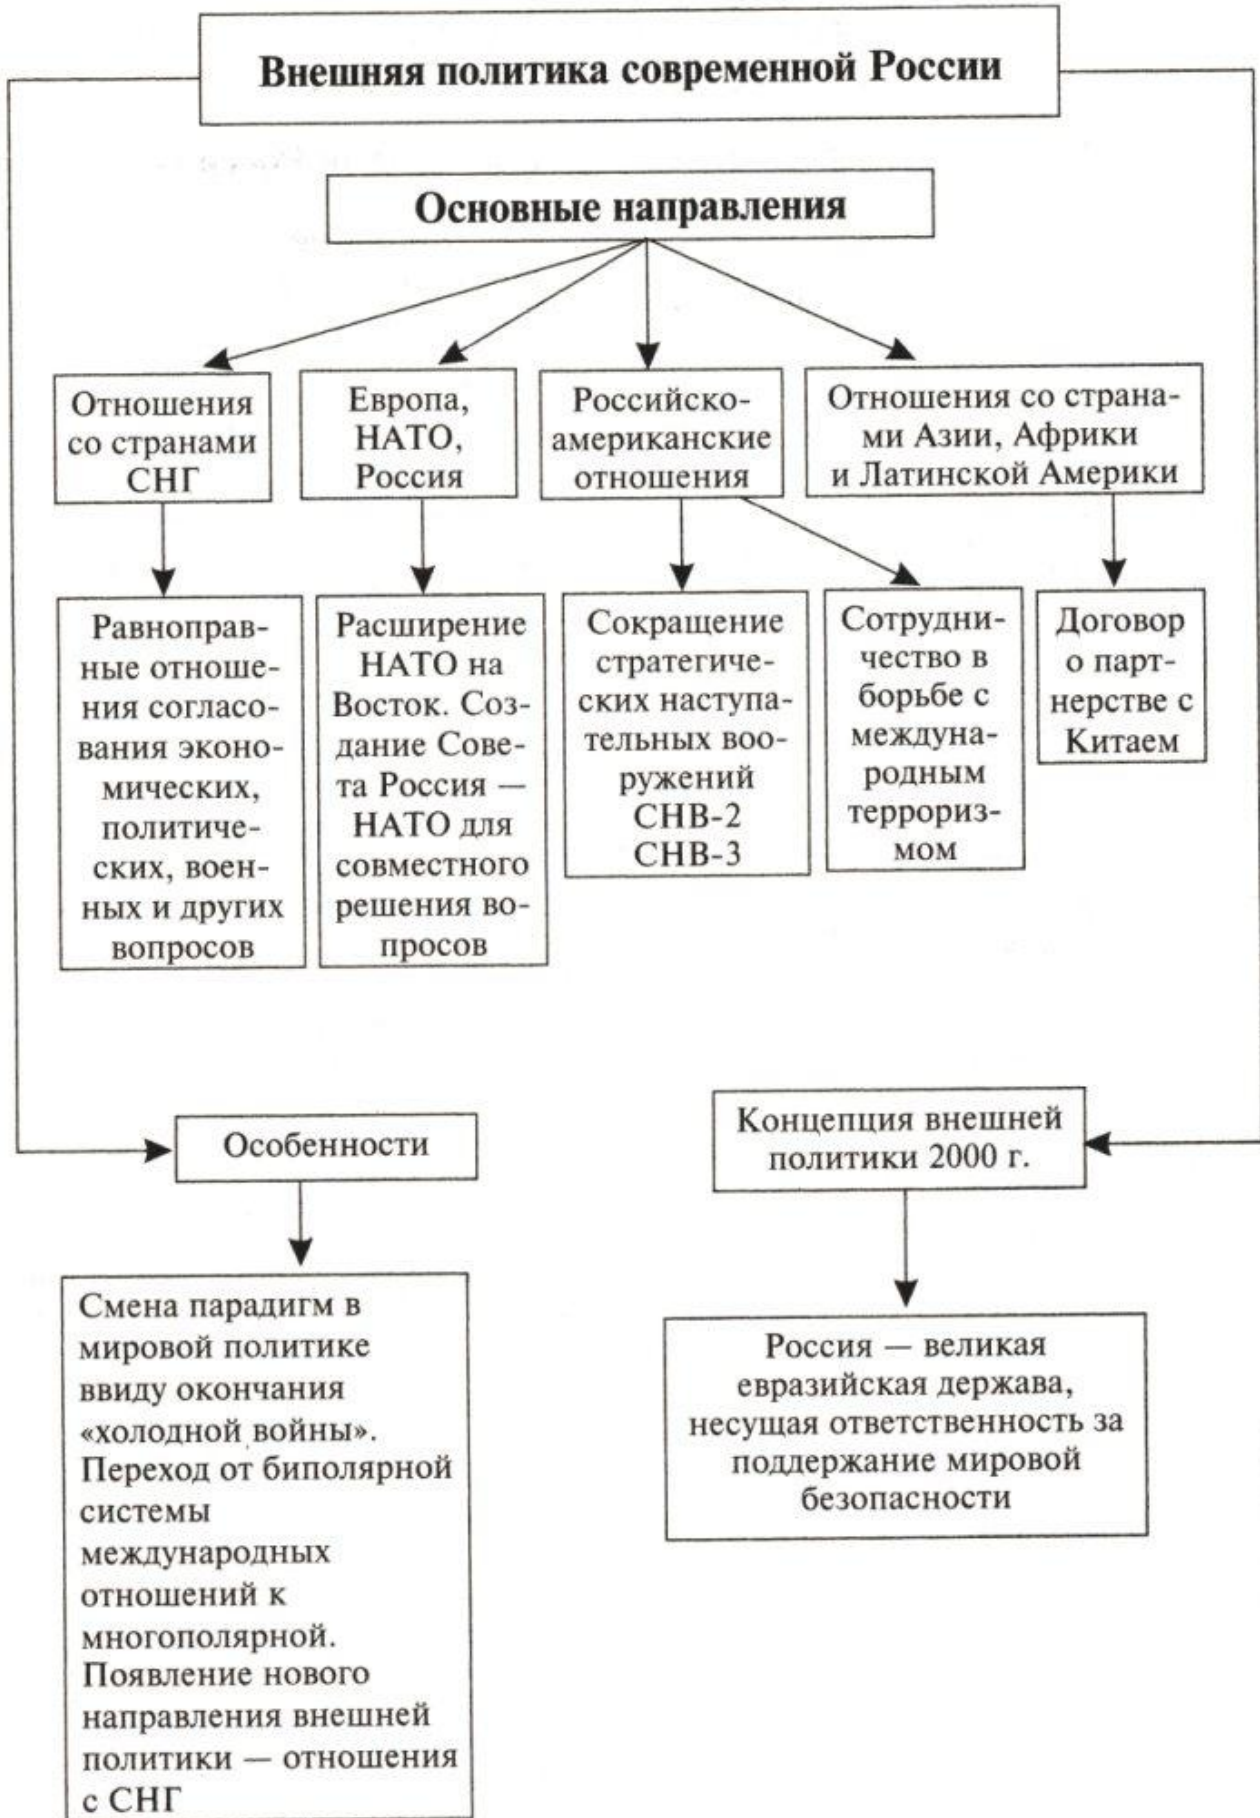 Внешняя политика современной России
Основные направления
Отношения
со странами
СНГ
Европа,
НАТО,
Россия
Российско-
американские
отношения
Отношения со страна-
ми Азии, Африки
и Латинской Америки
Равноправ-
ные отноше-
ния согласо-
вания эконо-
мических,
политиче-
ских, воен-
ных и других
вопросов
Расширение
НАТО на
Восток. Соз-
дание Сове-
та Россия —
НАТО для
совместного
решения во-
просов
Сокращение
стратегиче-
ских наступа-
тельных воо-
ружений
СНВ-2
СНВ-3
Сотрудни-
чество в
борьбе с
междуна-
родным
террориз-
мом
Договор
о парт-
нерстве с
Китаем
Особенности
Смена парадигм в
мировой политике
ввиду окончания
«холодной войны».
Переход от биполярной
системы
международных
отношений к
многополярной.
Появление нового
направления внешней
политики — отношения
с СНГ
Концепция внешней
политики 2000 г.
Россия — великая
евразийская держава,
несущая ответственность за
поддержание мировой
безопасности